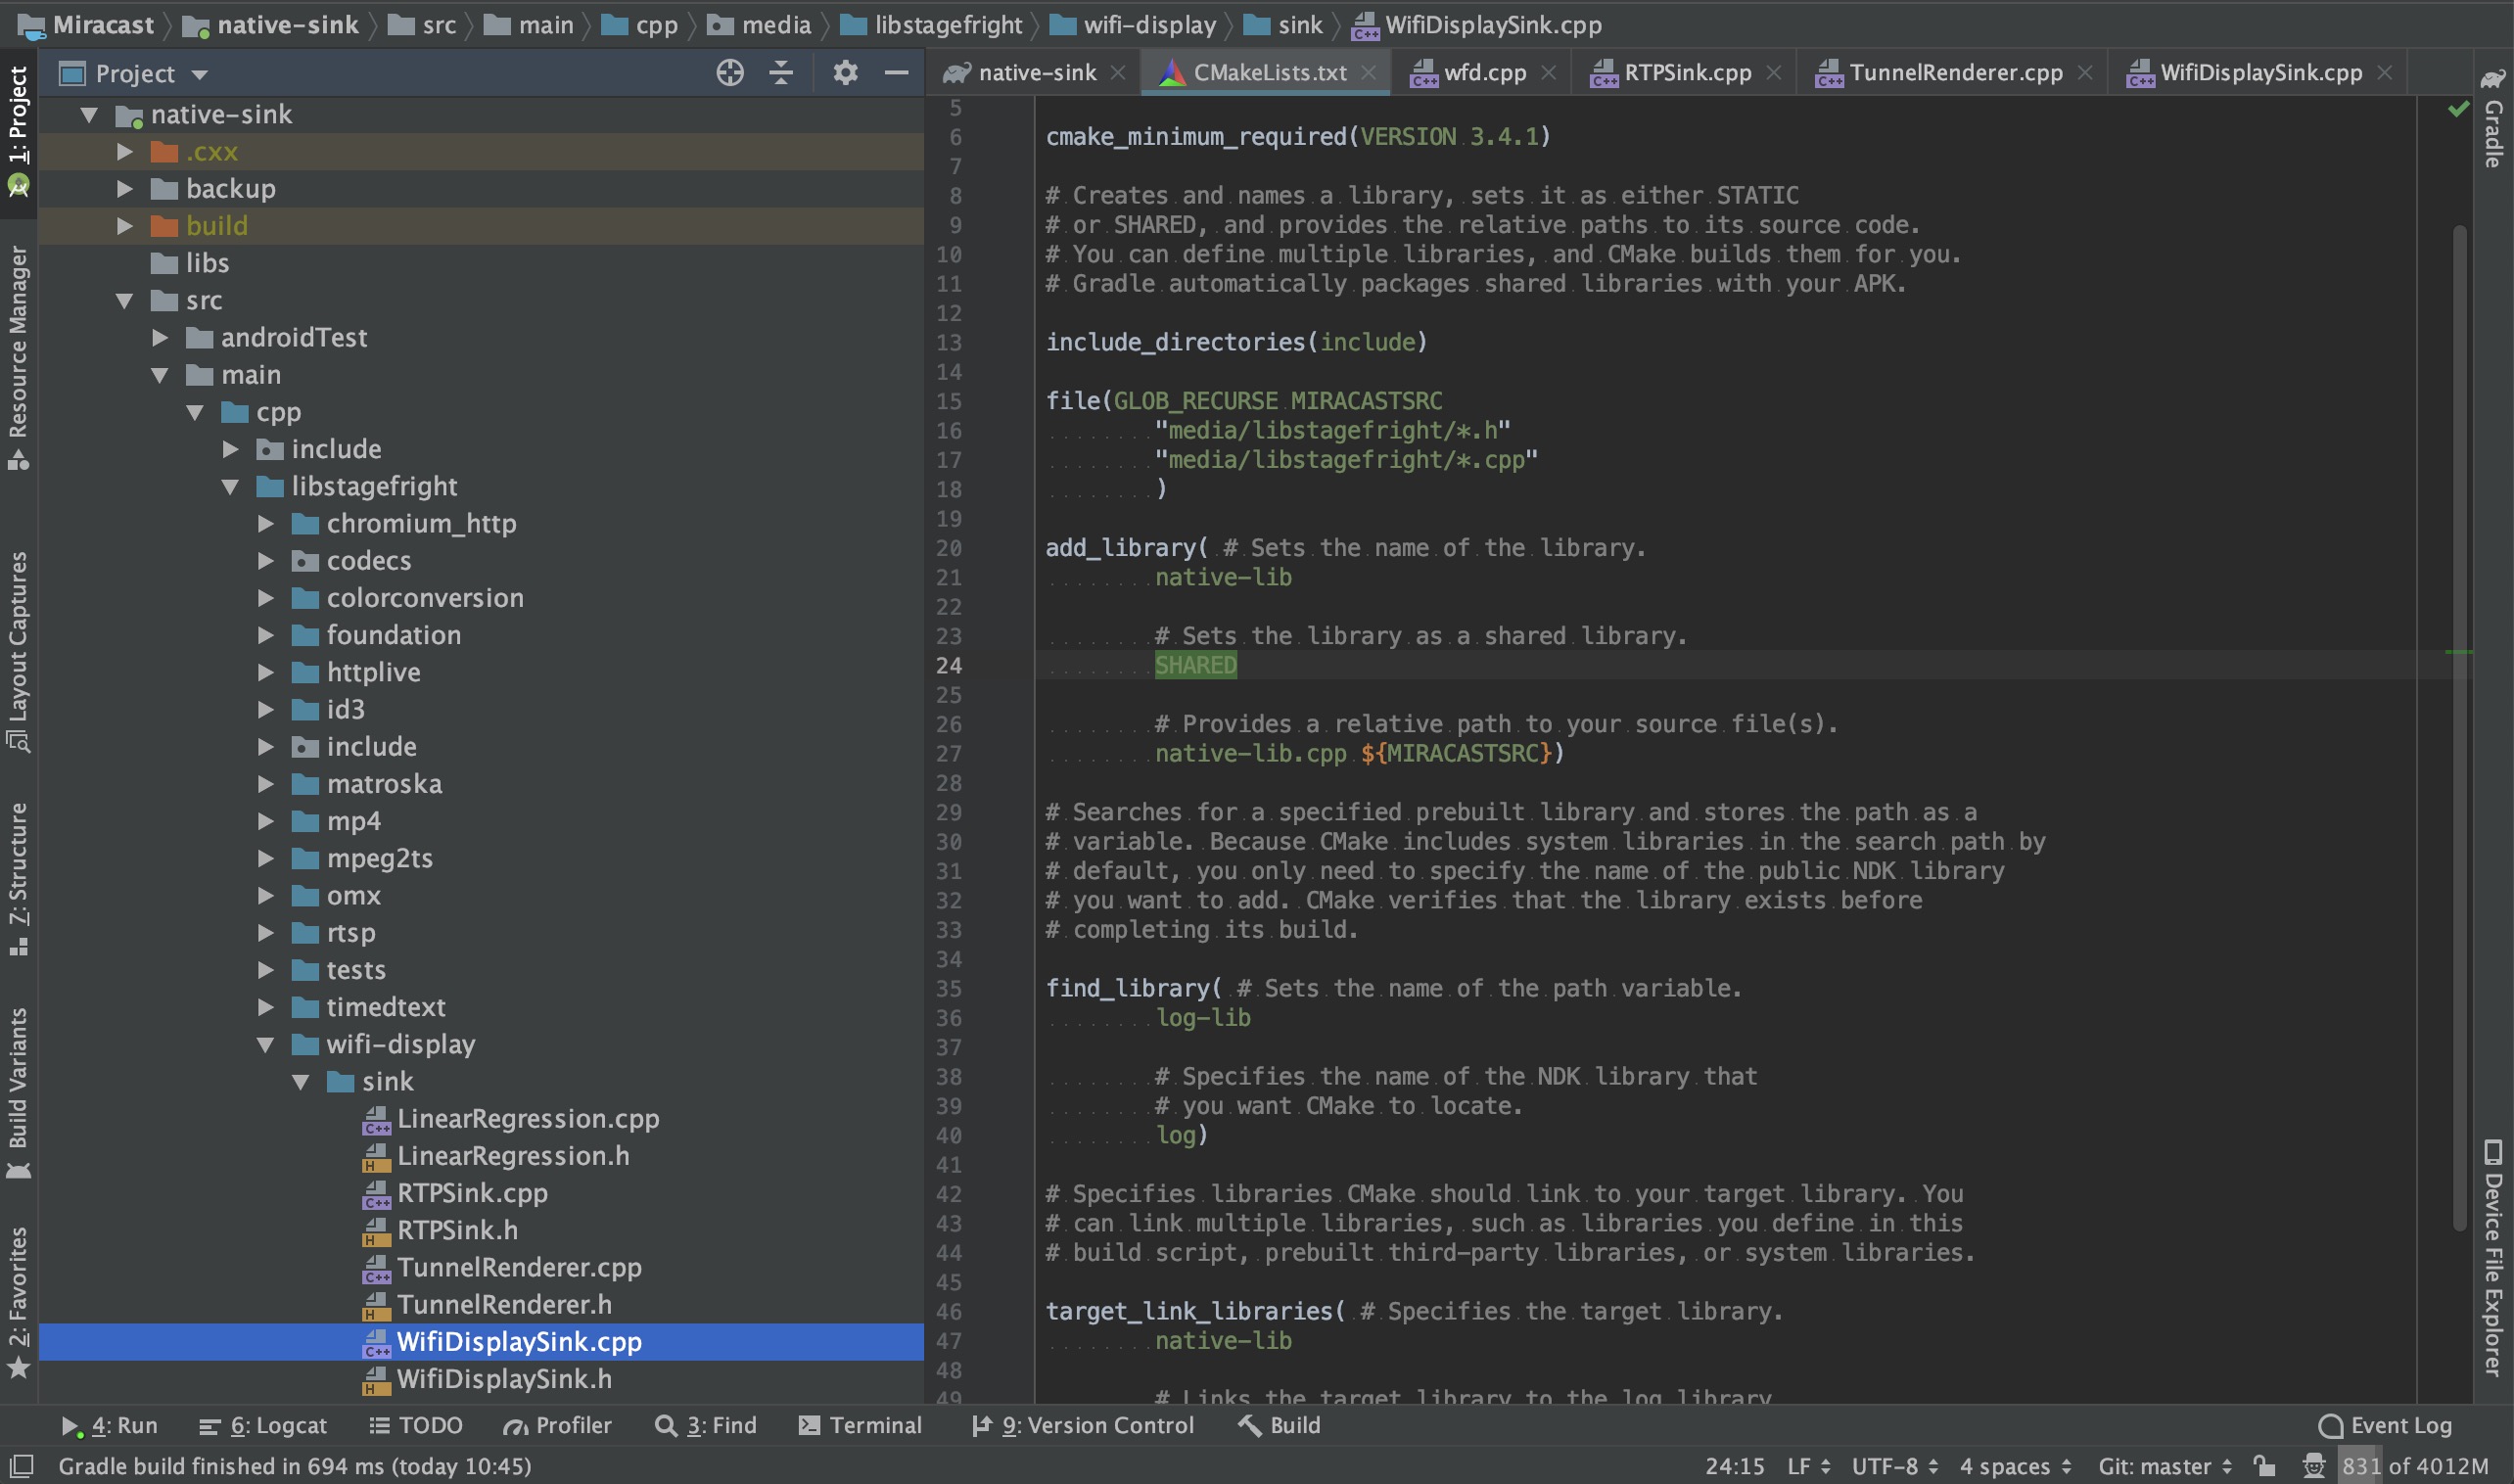 Miracast native-sink src main cpp media libstagefright wifi-display sink WifiDisplaySink.cpp
1: Project
Resource Manager
Layout Captures
7: Structure
Build Variants
2: Favorites
Project
native-sink
.cxx
backup
build
libs
src
androidTest
main
cpp
include
libstagefright
chromium_http
codecs
colorconversion
foundation
httplive
id3
include
matroska
mp4
mpeg2ts
omx
rtsp
tests
timedtext
wifi-display
sink
LinearRegression.cpp
LinearRegression.h
RTPSink.cpp
RTPSink.h
TunnelRenderer.cpp
TunnelRenderer.h
WifiDisplaySink.cpp
WifiDisplaySink.h
native-sink CMakeLists.txt wfd.cpp RTPSink.cpp TunnelRenderer.cpp WifiDisplaySink.cpp
5
6 cmake_minimum_required(VERSION 3.4.1)
7
8 # Creates and names a library, sets it as either STATIC
9 # or SHARED, and provides the relative paths to its source code.
10 # You can define multiple libraries, and CMake builds them for you.
11 # Gradle automatically packages shared libraries with your APK.
12
13 include_directories(include)
14
15 file(GLOB_RECURSE MIRACASTSRC
16 "media/libstagefright/*.h"
17 "media/libstagefright/*.cpp"
18 )
19
20 add_library( # Sets the name of the library.
21 native-lib
22
23 # Sets the library as a shared library.
24 SHARED
25
26 # Provides a relative path to your source file(s).
27 native-lib.cpp ${MIRACASTSRC})
28
29 # Searches for a specified prebuilt library and stores the path as a
30 # variable. Because CMake includes system libraries in the search path by
31 # default, you only need to specify the name of the public NDK library
32 # you want to add. CMake verifies that the library exists before
33 # completing its build.
34
35 find_library( # Sets the name of the path variable.
36 log-lib
37
38 # Specifies the name of the NDK library that
39 # you want CMake to locate.
40 log)
41
42 # Specifies libraries CMake should link to your target library. You
43 # can link multiple libraries, such as libraries you define in this
44 # build script, prebuilt third-party libraries, or system libraries.
45
46 target_link_libraries( # Specifies the target library.
47 native-lib
48
49 # Links the target library to the log library
Gradle
Device File Explorer
4: Run 6: Logcat TODO Profiler 3: Find Terminal 9: Version Control Build Event Log
Gradle build finished in 694 ms (today 10:45) 24:15 LF UTF-8 4 spaces Git: master 831 of 4012M